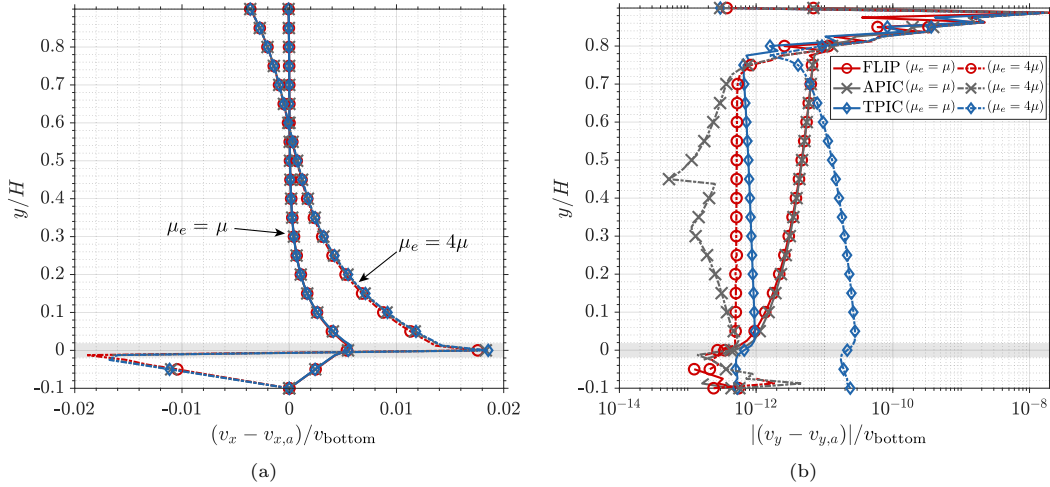 0.9
0.8
0.7
0.6
0.5
0.4
0.3
0.2
0.1
0
-0.1
y/H
μe = μ
μe = 4μ
-0.02
-0.01
0
0.01
0.02
(vx − vx,a)/vbottom
(a)
0.9
0.8
0.7
0.6
0.5
0.4
0.3
0.2
0.1
0
-0.1
y/H
FLIP (μe = μ) (μe = 4μ)
APIC (μe = μ) (μe = 4μ)
TPIC (μe = μ) (μe = 4μ)
10−14
10−12
10−10
10−8
|(vy − vy,a)|/vbottom
(b)